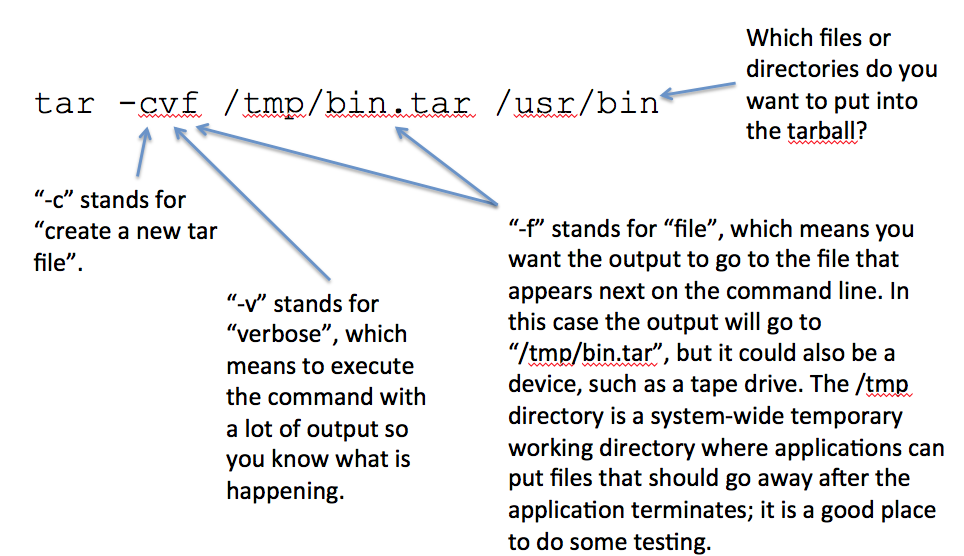 Which files or
directories do you
want to put into
the tarball?
tar -cvf /tmp/bin.tar /usr/bin
“-c” stands for
“create a new tar
file”.
“-v” stands for
“verbose”, which
means to execute
the command with
a lot of output so
you know what is
happening.
“-f” stands for “file”, which means you
want the output to go to the file that
appears next on the command line. In
this case the output will go to
“/tmp/bin.tar”, but it could also be a
device, such as a tape drive. The /tmp
directory is a system-wide temporary
working directory where applications can
put files that should go away after the
application terminates; it is a good place
to do some testing.